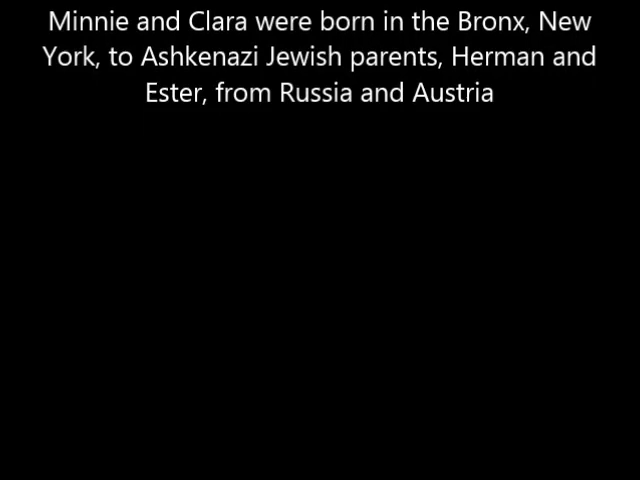 Minnie and Clara were born in the Bronx, New
York, to Ashkenazi Jewish parents, Herman and
Ester, from Russia and Austria